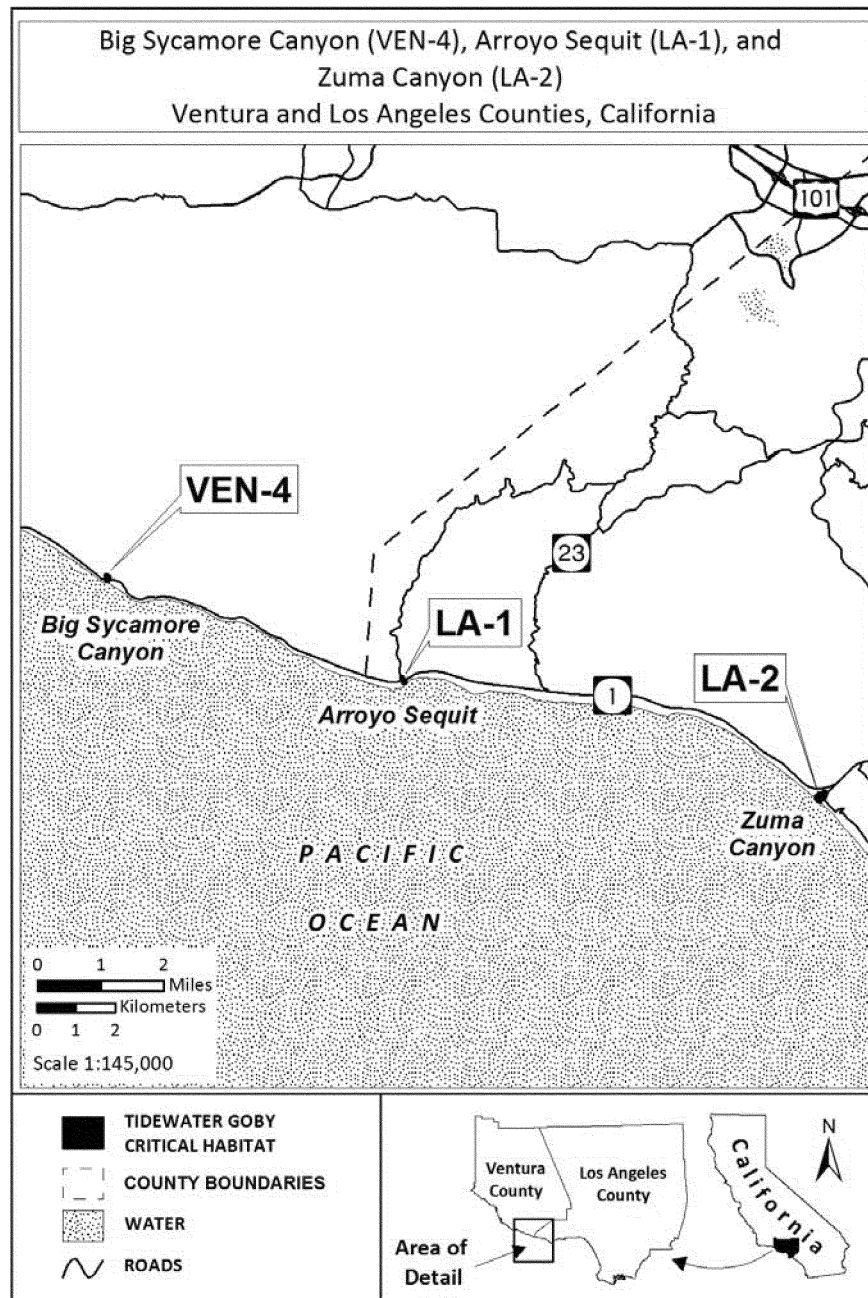 Big Sycamore Canyon (VEN-4), Arroyo Sequit (LA-1), and
Zuma Canyon (LA-2)
Ventura and Los Angeles Counties, California
101
VEN-4
23
LA-1
Big Sycamore
Canyon
LA-2
1
Arroyo Sequit
Zuma
Canyon
PACIFIC
OCEAN
0 1 2
Miles
Kilometers
0 1 2
Scale 1:145,000
TIDEWATER GOBY
CRITICAL HABITAT
COUNTY BOUNDARIES
WATER
ROADS
Ventura
County
Los Angeles
County
California
N
Area of
Detail